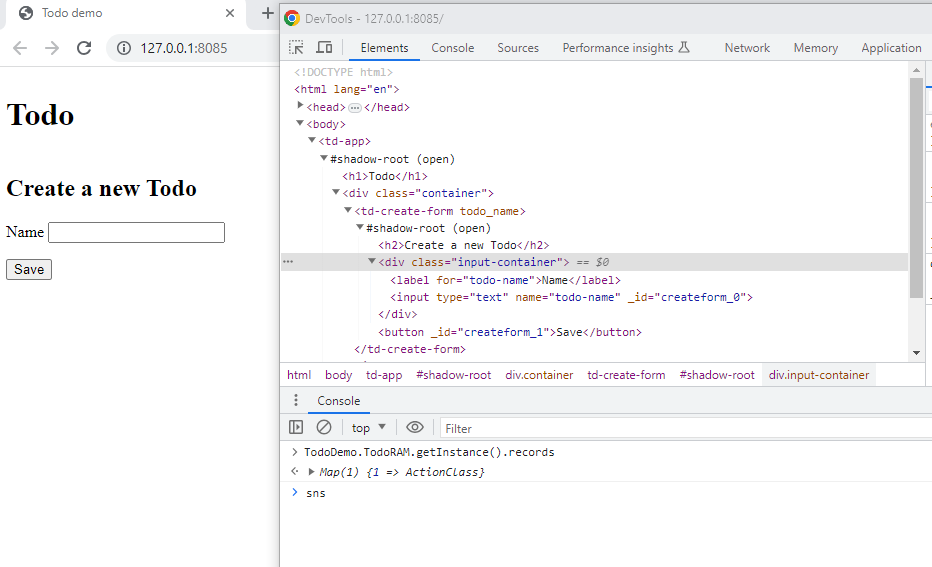 Todo demo
DevTools - 127.0.0.1:8085/
127.0.0.1:8085
Elements Console Sources Performance insights Network Memory Application
Todo
Create a new Todo
Name
Save
<!DOCTYPE html>
<html lang="en">
<head> ••• </head>
<body>
<td-app>
#shadow-root (open)
<h1>Todo</h1>
<div class="container">
<td-create-form todo_name>
#shadow-root (open)
<h2>Create a new Todo</h2>
••• <div class="input-container"> == $0
<label for="todo-name">Name</label>
<input type="text" name="todo-name" _id="createform_0">
</div>
<button _id="createform_1">Save</button>
</td-create-form>
html body td-app #shadow-root div.container td-create-form #shadow-root div.input-container
Console
top Filter
TodoDemo.TodoRAM.getInstance().records
Map(1) {1 => ActionClass}
sns